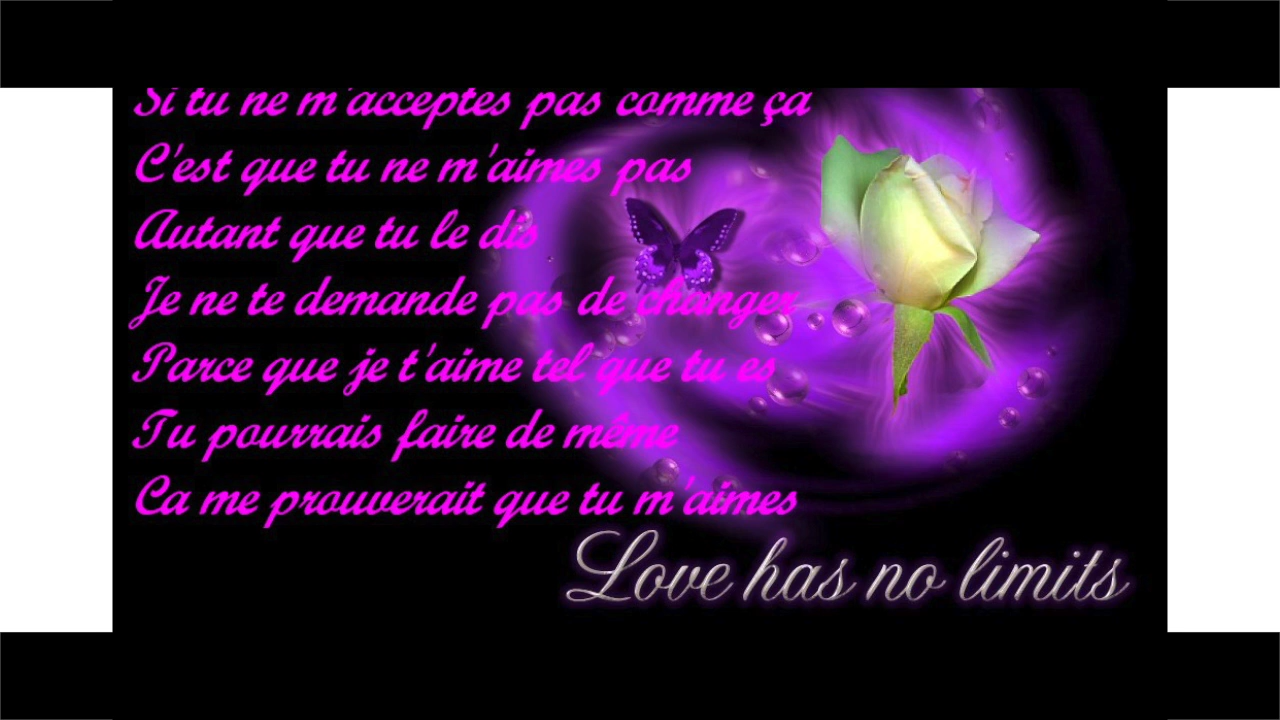 Si tu ne m'acceptes pas comme ça
C'est que tu ne m'aimes pas
Autant que tu le dis
Je ne te demande pas de changer
Parce que je t'aime tel que tu es
Tu pourrais faire de même
Ca me prouverait que tu m'aimes
Love has no limits